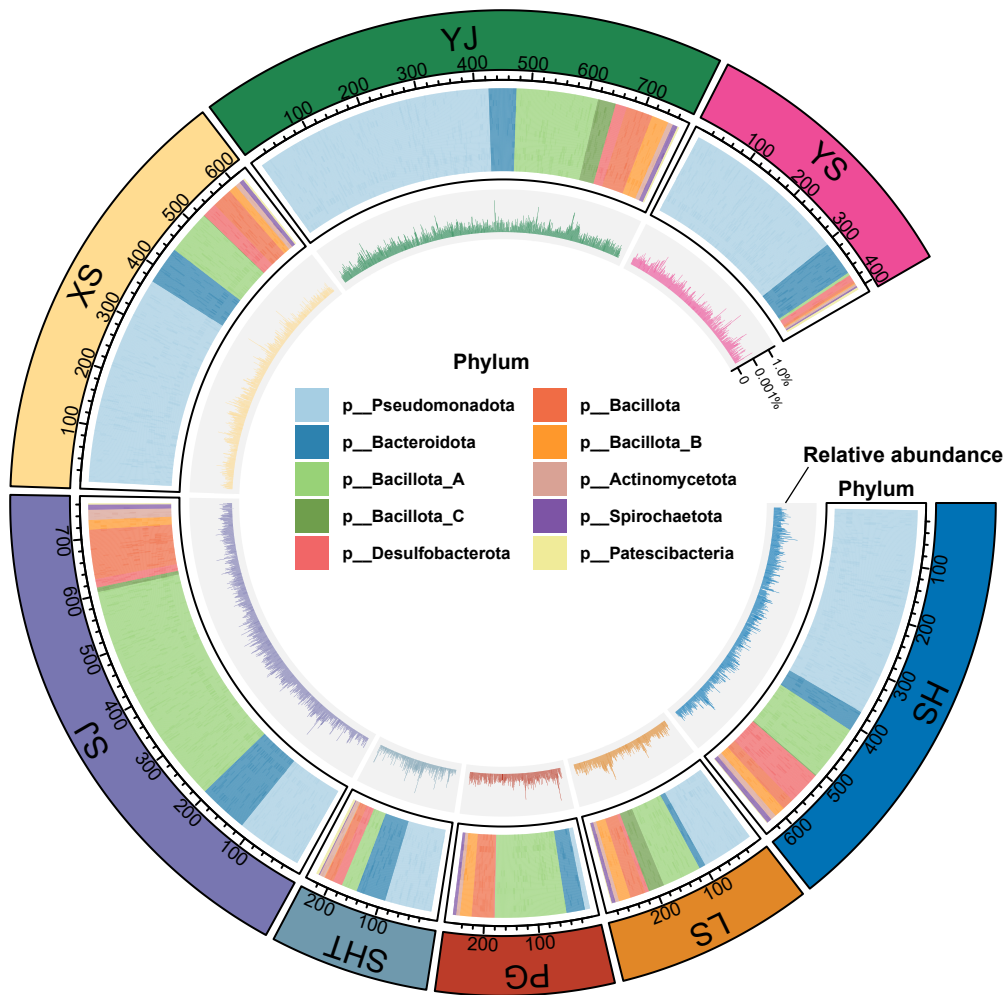 YJ
100
200
300
400
500
600
700
YS
100
200
300
400
XS
100
200
300
400
500
600
0
0.001%
1.0%
Phylum
p__Pseudomonadota
p__Bacteroidota
p__Bacillota_A
p__Bacillota_C
p__Desulfobacterota
p__Bacillota
p__Bacillota_B
p__Actinomycetota
p__Spirochaetota
p__Patescibacteria
Relative abundance
Phylum
HS
100
200
300
400
500
600
SJ
100
200
300
400
500
600
700
SHT
100
200
PG
100
200
LS
100
200